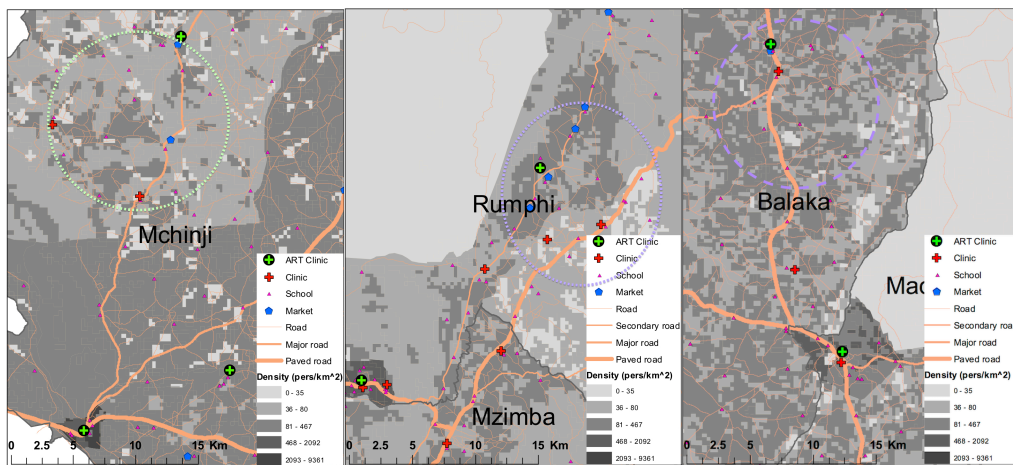 Mchinji
ART Clinic
Clinic
School
Market
Road
Major road
Paved road
Density (pers/km^2)
0 - 35
36 - 80
81 - 467
468 - 2092
2093 - 9361
0 2.5 5 10 15 Km
Rumphi
Mzimba
ART Clinic
Clinic
School
Market
Road
Secondary road
Major road
Paved road
Density (pers/km^2)
0 - 35
36 - 80
81 - 467
468 - 2092
2093 - 9361
0 2.5 5 10 15 Km
Balaka
Mac
ART Clinic
Clinic
School
Market
Road
Secondary road
Major road
Paved road
Density (pers/km^2)
0 - 35
36 - 80
81 - 467
468 - 2092
2093 - 9361
0 2.5 5 10 15 Km